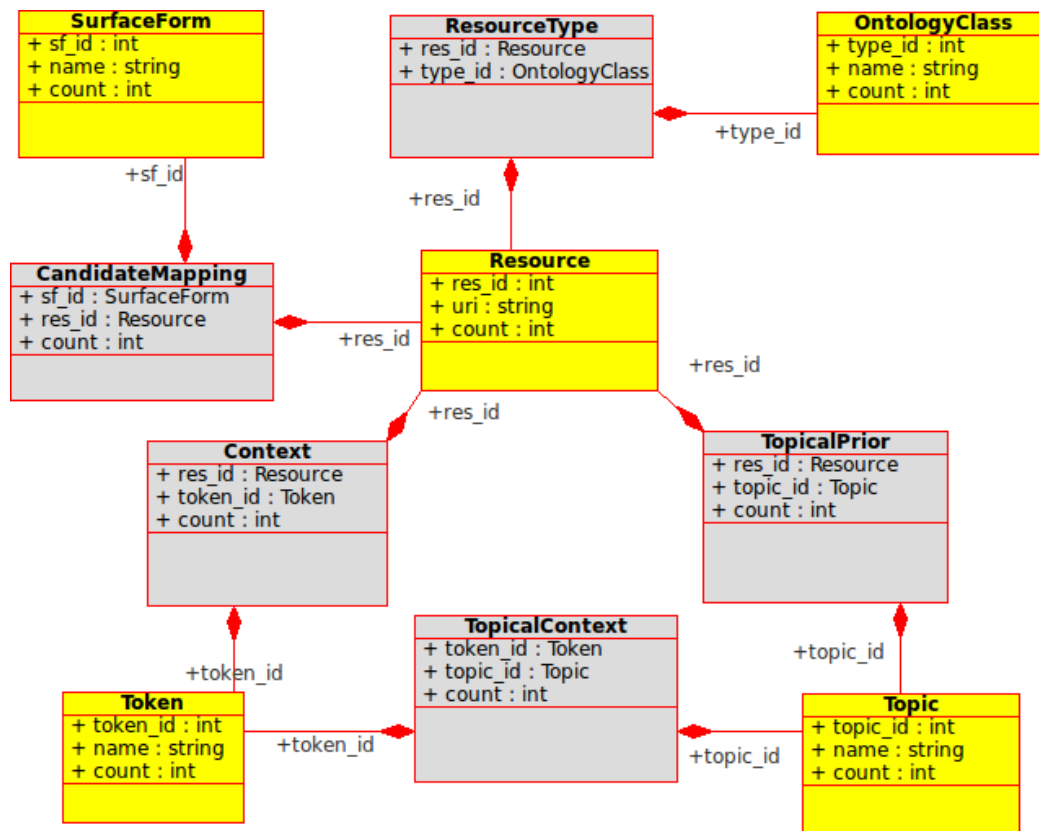 SurfaceForm
+ sf_id : int
+ name : string
+ count : int
ResourceType
+ res_id : Resource
+ type_id : OntologyClass
OntologyClass
+ type_id : int
+ name : string
+ count : int
+type_id
+sf_id
+res_id
CandidateMapping
+ sf_id : SurfaceForm
+ res_id : Resource
+ count : int
Resource
+ res_id : int
+ uri : string
+ count : int
+res_id
+res_id
+res_id
Context
+ res_id : Resource
+ token_id : Token
+ count : int
TopicalPrior
+ res_id : Resource
+ topic_id : Topic
+ count : int
TopicalContext
+ token_id : Token
+ topic_id : Topic
+ count : int
+token_id
+topic_id
Token
+ token_id : int
+ name : string
+ count : int
+token_id
+topic_id
Topic
+ topic_id : int
+ name : string
+ count : int